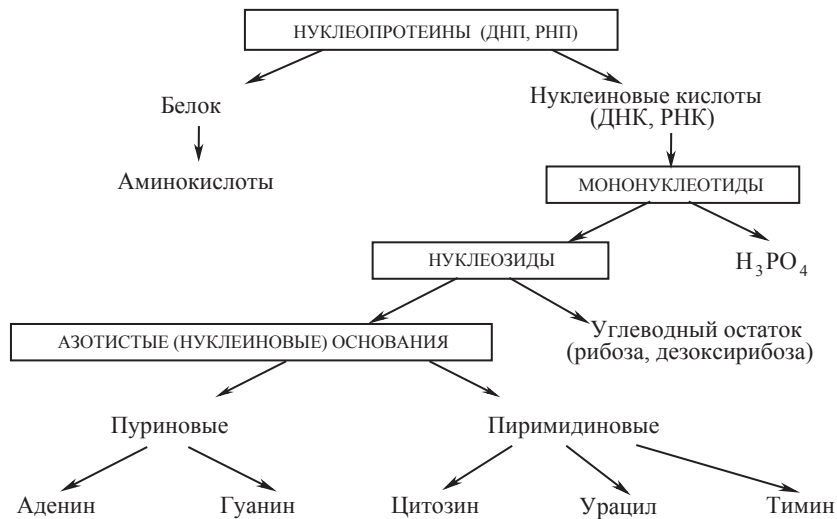 НУКЛЕОПРОТЕИНЫ (ДНП, РНП)
Белок
Нуклеиновые кислоты
(ДНК, РНК)
Аминокислоты
МОНОНУКЛЕОТИДЫ
НУКЛЕОЗИДЫ
H3PO4
АЗОТИСТЫЕ (НУКЛЕИНОВЫЕ) ОСНОВАНИЯ
Углеводный остаток
(рибоза, дезоксирибоза)
Пуриновые
Пиримидиновые
Аденин
Гуанин
Цитозин
Урацил
Тимин